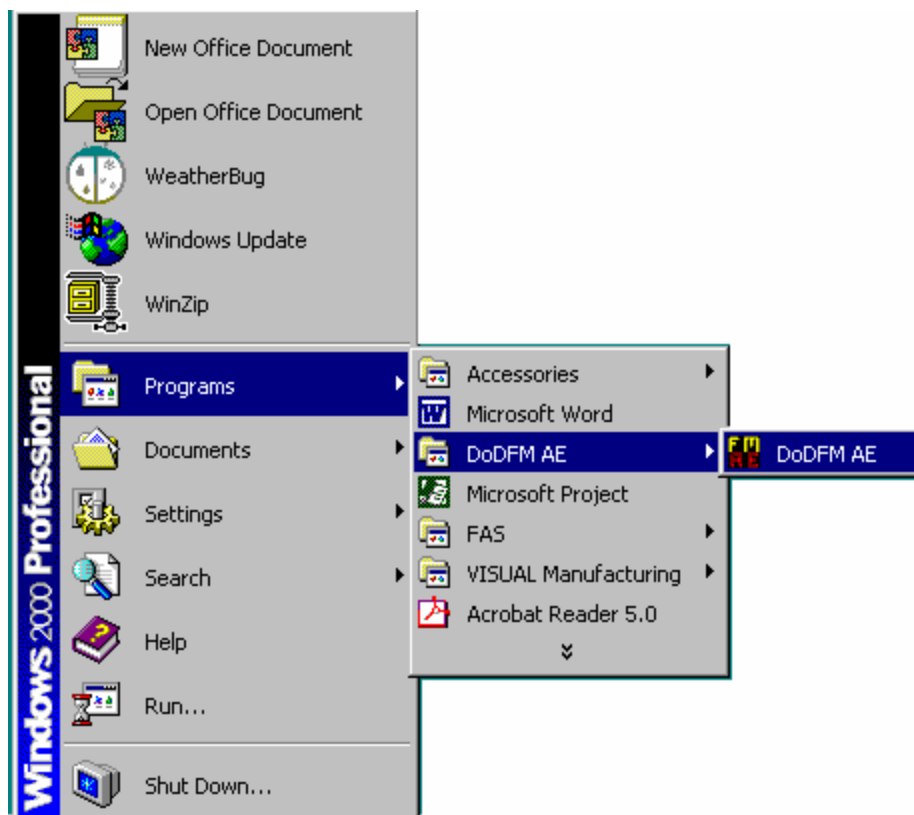 New Office Document
Open Office Document
WeatherBug
Windows Update
WinZip
Programs
Documents
Settings
Search
Help
Run...
Shut Down...
Windows 2000 Professional
Accessories
Microsoft Word
DoDFM AE
Microsoft Project
FAS
VISUAL Manufacturing
Acrobat Reader 5.0
DoDFM AE